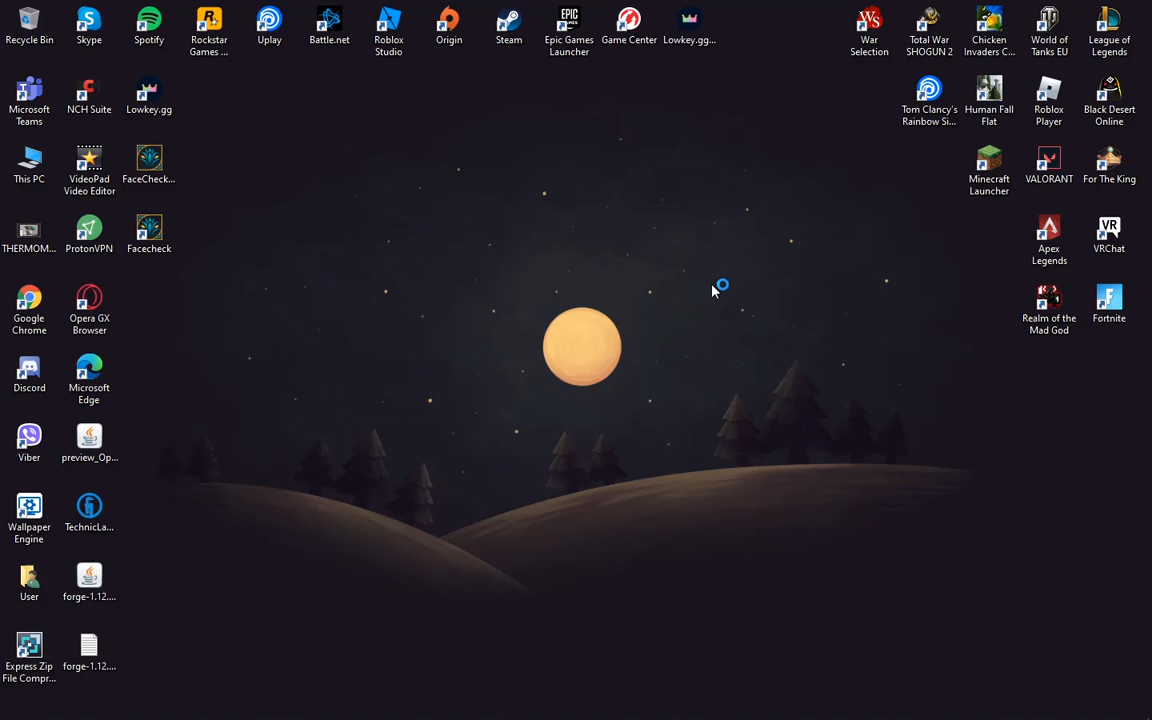 Recycle Bin
Skype
Spotify
Rockstar
Games ...
Uplay
Battle.net
Roblox
Studio
Origin
Steam
EPIC
GAMES
Epic Games
Launcher
Game Center
Lowkey.gg...
WS
War
Selection
Total War
SHOGUN 2
Chicken
Invaders C...
World of
Tanks EU
League of
Legends
Microsoft
Teams
NCH Suite
Lowkey.gg
Tom Clancy's
Rainbow Si...
Human Fall
Flat
Roblox
Player
Black Desert
Online
This PC
VideoPad
Video Editor
FaceCheck...
Minecraft
Launcher
VALORANT
For The King
THERMOM...
ProtonVPN
Facecheck
Apex
Legends
VR
CHAT
VRChat
Google
Chrome
Opera GX
Browser
Realm of the
Mad God
Fortnite
Discord
Microsoft
Edge
Viber
preview_Op...
Wallpaper
Engine
TechnicLa...
User
forge-1.12....
Express Zip
File Compr...
forge-1.12....